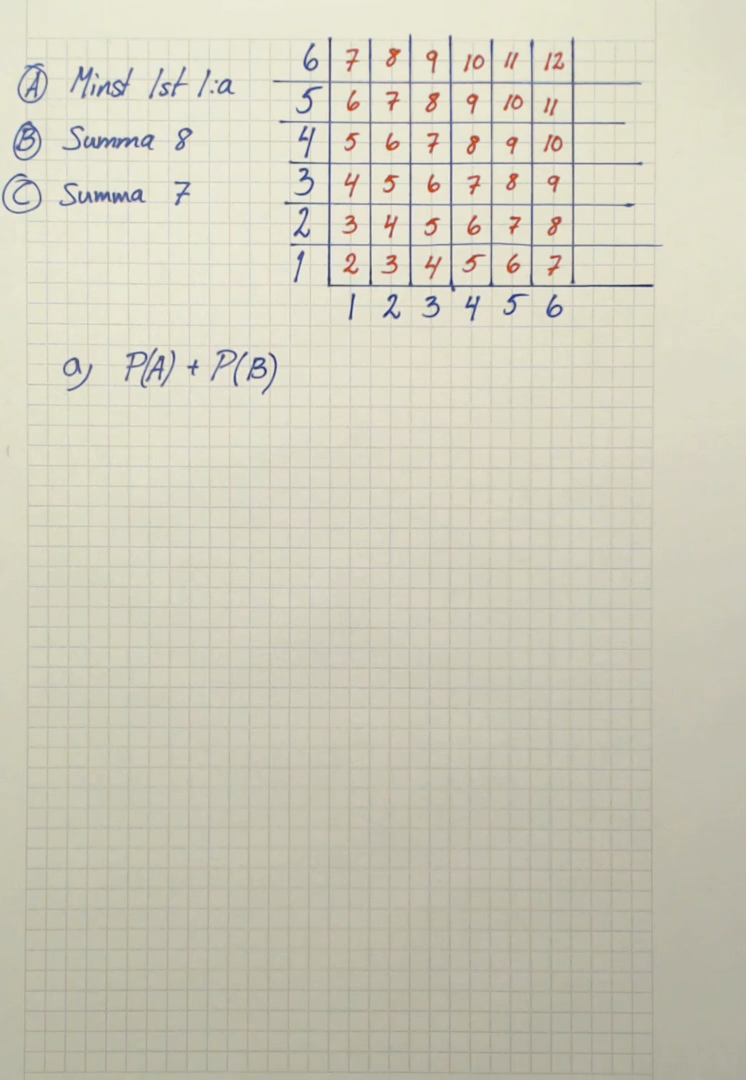 Ⓐ Minst 1st 1:a
Ⓑ Summa 8
Ⓒ Summa 7
6 7 8 9 10 11 12
5 6 7 8 9 10 11
4 5 6 7 8 9 10
3 4 5 6 7 8 9
2 3 4 5 6 7 8
1 2 3 4 5 6 7
1 2 3 4 5 6
a) P(A) + P(B)